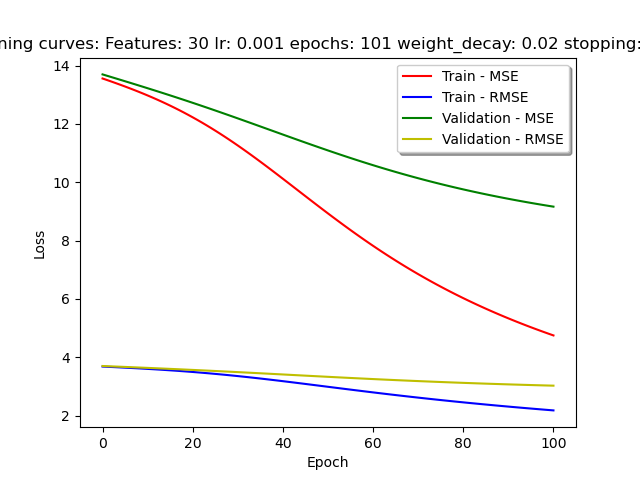 ning curves: Features: 30 lr: 0.001 epochs: 101 weight_decay: 0.02 stopping:
14
12
10
8
6
4
2
Loss
Train - MSE
Train - RMSE
Validation - MSE
Validation - RMSE
0 20 40 60 80 100
Epoch